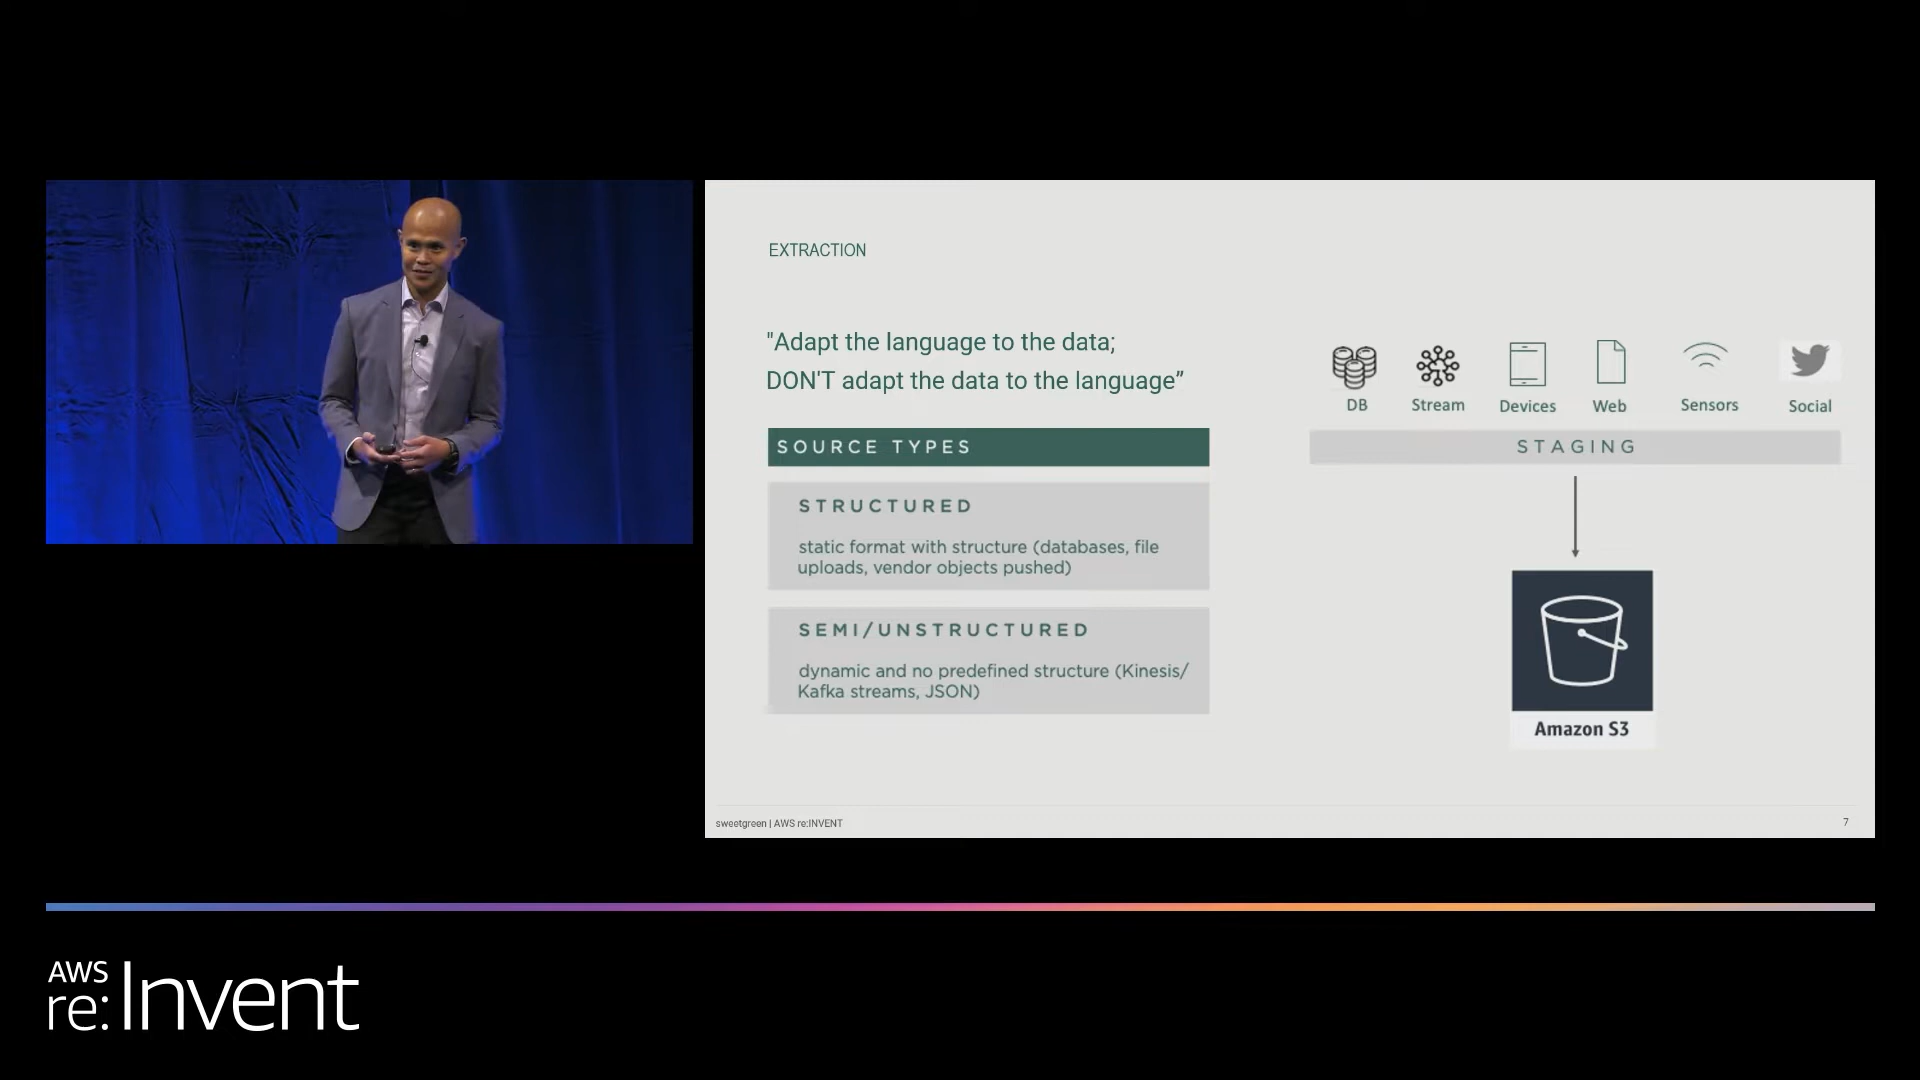 EXTRACTION
"Adapt the language to the data;
DON'T adapt the data to the language”
SOURCE TYPES
STRUCTURED
static format with structure (databases, file
uploads, vendor objects pushed)
SEMI/UNSTRUCTURED
dynamic and no predefined structure (Kinesis/
Kafka streams, JSON)
DB Stream Devices Web Sensors Social
STAGING
Amazon S3
sweetgreen | AWS re:INVENT
7
AWS
re:Invent